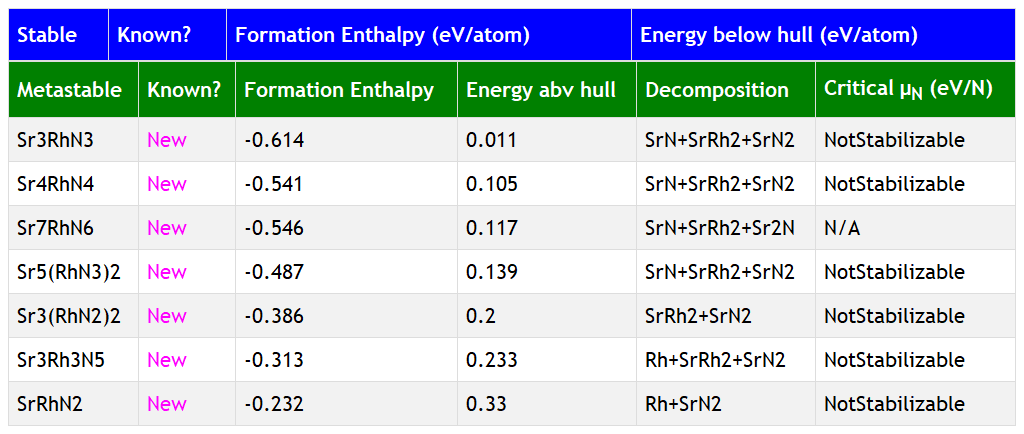 Stable Known? Formation Enthalpy (eV/atom) Energy below hull (eV/atom)
Metastable Known? Formation Enthalpy Energy abv hull Decomposition Critical μN (eV/N)
Sr3RhN3 New -0.614 0.011 SrN+SrRh2+SrN2 NotStabilizable
Sr4RhN4 New -0.541 0.105 SrN+SrRh2+SrN2 NotStabilizable
Sr7RhN6 New -0.546 0.117 SrN+SrRh2+Sr2N N/A
Sr5(RhN3)2 New -0.487 0.139 SrN+SrRh2+SrN2 NotStabilizable
Sr3(RhN2)2 New -0.386 0.2 SrRh2+SrN2 NotStabilizable
Sr3Rh3N5 New -0.313 0.233 Rh+SrRh2+SrN2 NotStabilizable
SrRhN2 New -0.232 0.33 Rh+SrN2 NotStabilizable